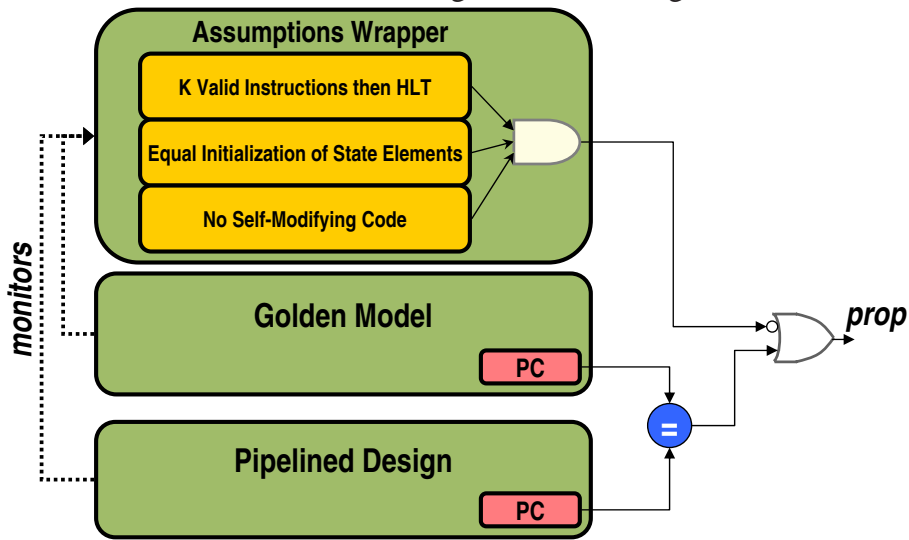 Assumptions Wrapper
K Valid Instructions then HLT
Equal Initialization of State Elements
No Self-Modifying Code
monitors
Golden Model
PC
prop
=
Pipelined Design
PC